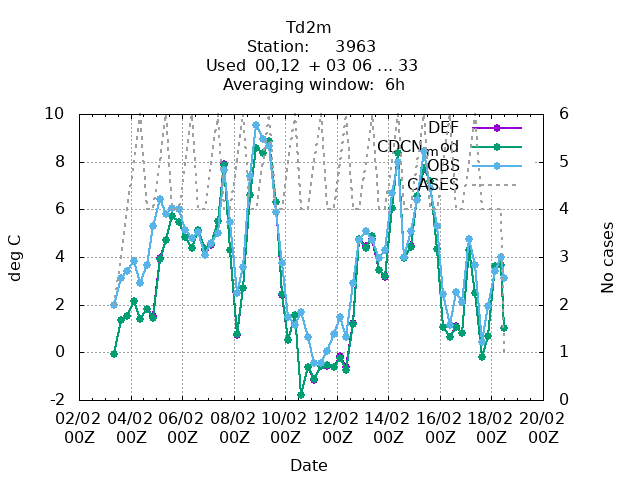 Td2m
Station: 3963
Used 00,12 + 03 06 ... 33
Averaging window: 6h
10 6
DEF
CDCN_mod
8 5
OBS
CASES
6 4
deg C
No cases
4 3
2 2
0 1
-2 0
02/02 04/02 06/02 08/02 10/02 12/02 14/02 16/02 18/02 20/02
00Z 00Z 00Z 00Z 00Z 00Z 00Z 00Z 00Z 00Z
Date